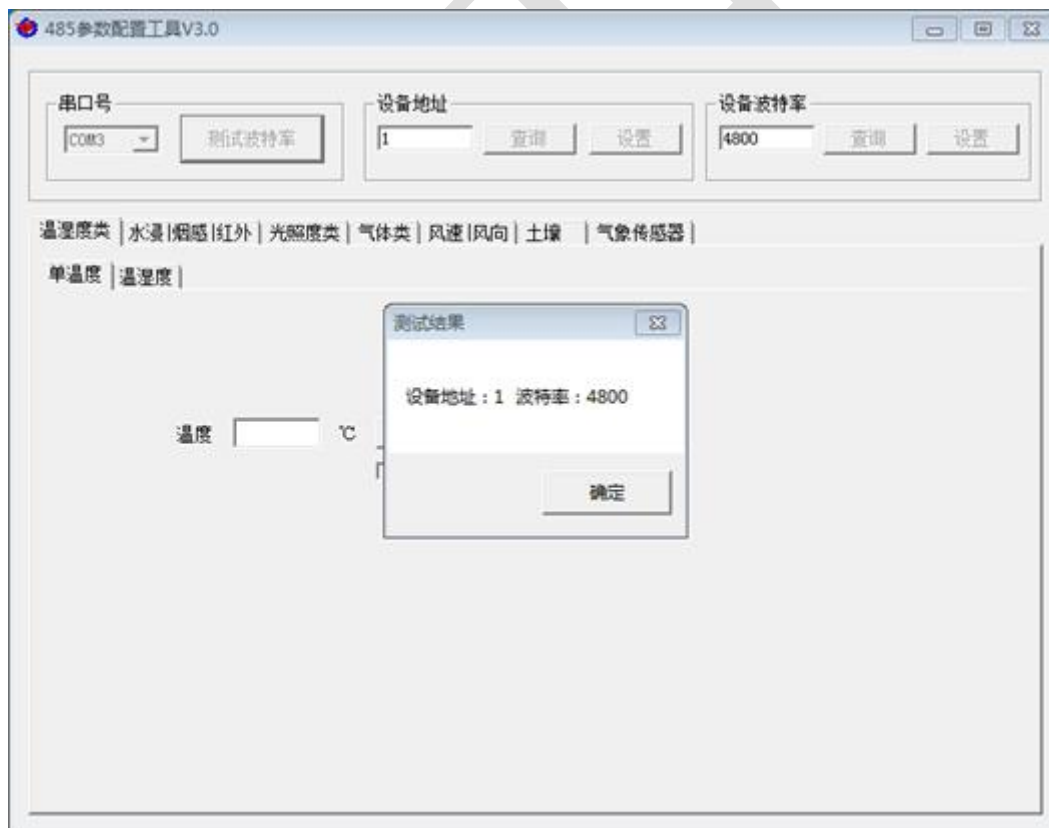 485参数配置工具V3.0
串口号 设备地址 设备波特率
COM3 测试波特率 1 查询 设置 4800 查询 设置
温湿度类 水浸|烟感|红外 光照度类 气体类 风速|风向 土壤 气象传感器
单温度 温湿度
测试结果
设备地址:1 波特率:4800
温度 ℃
确定